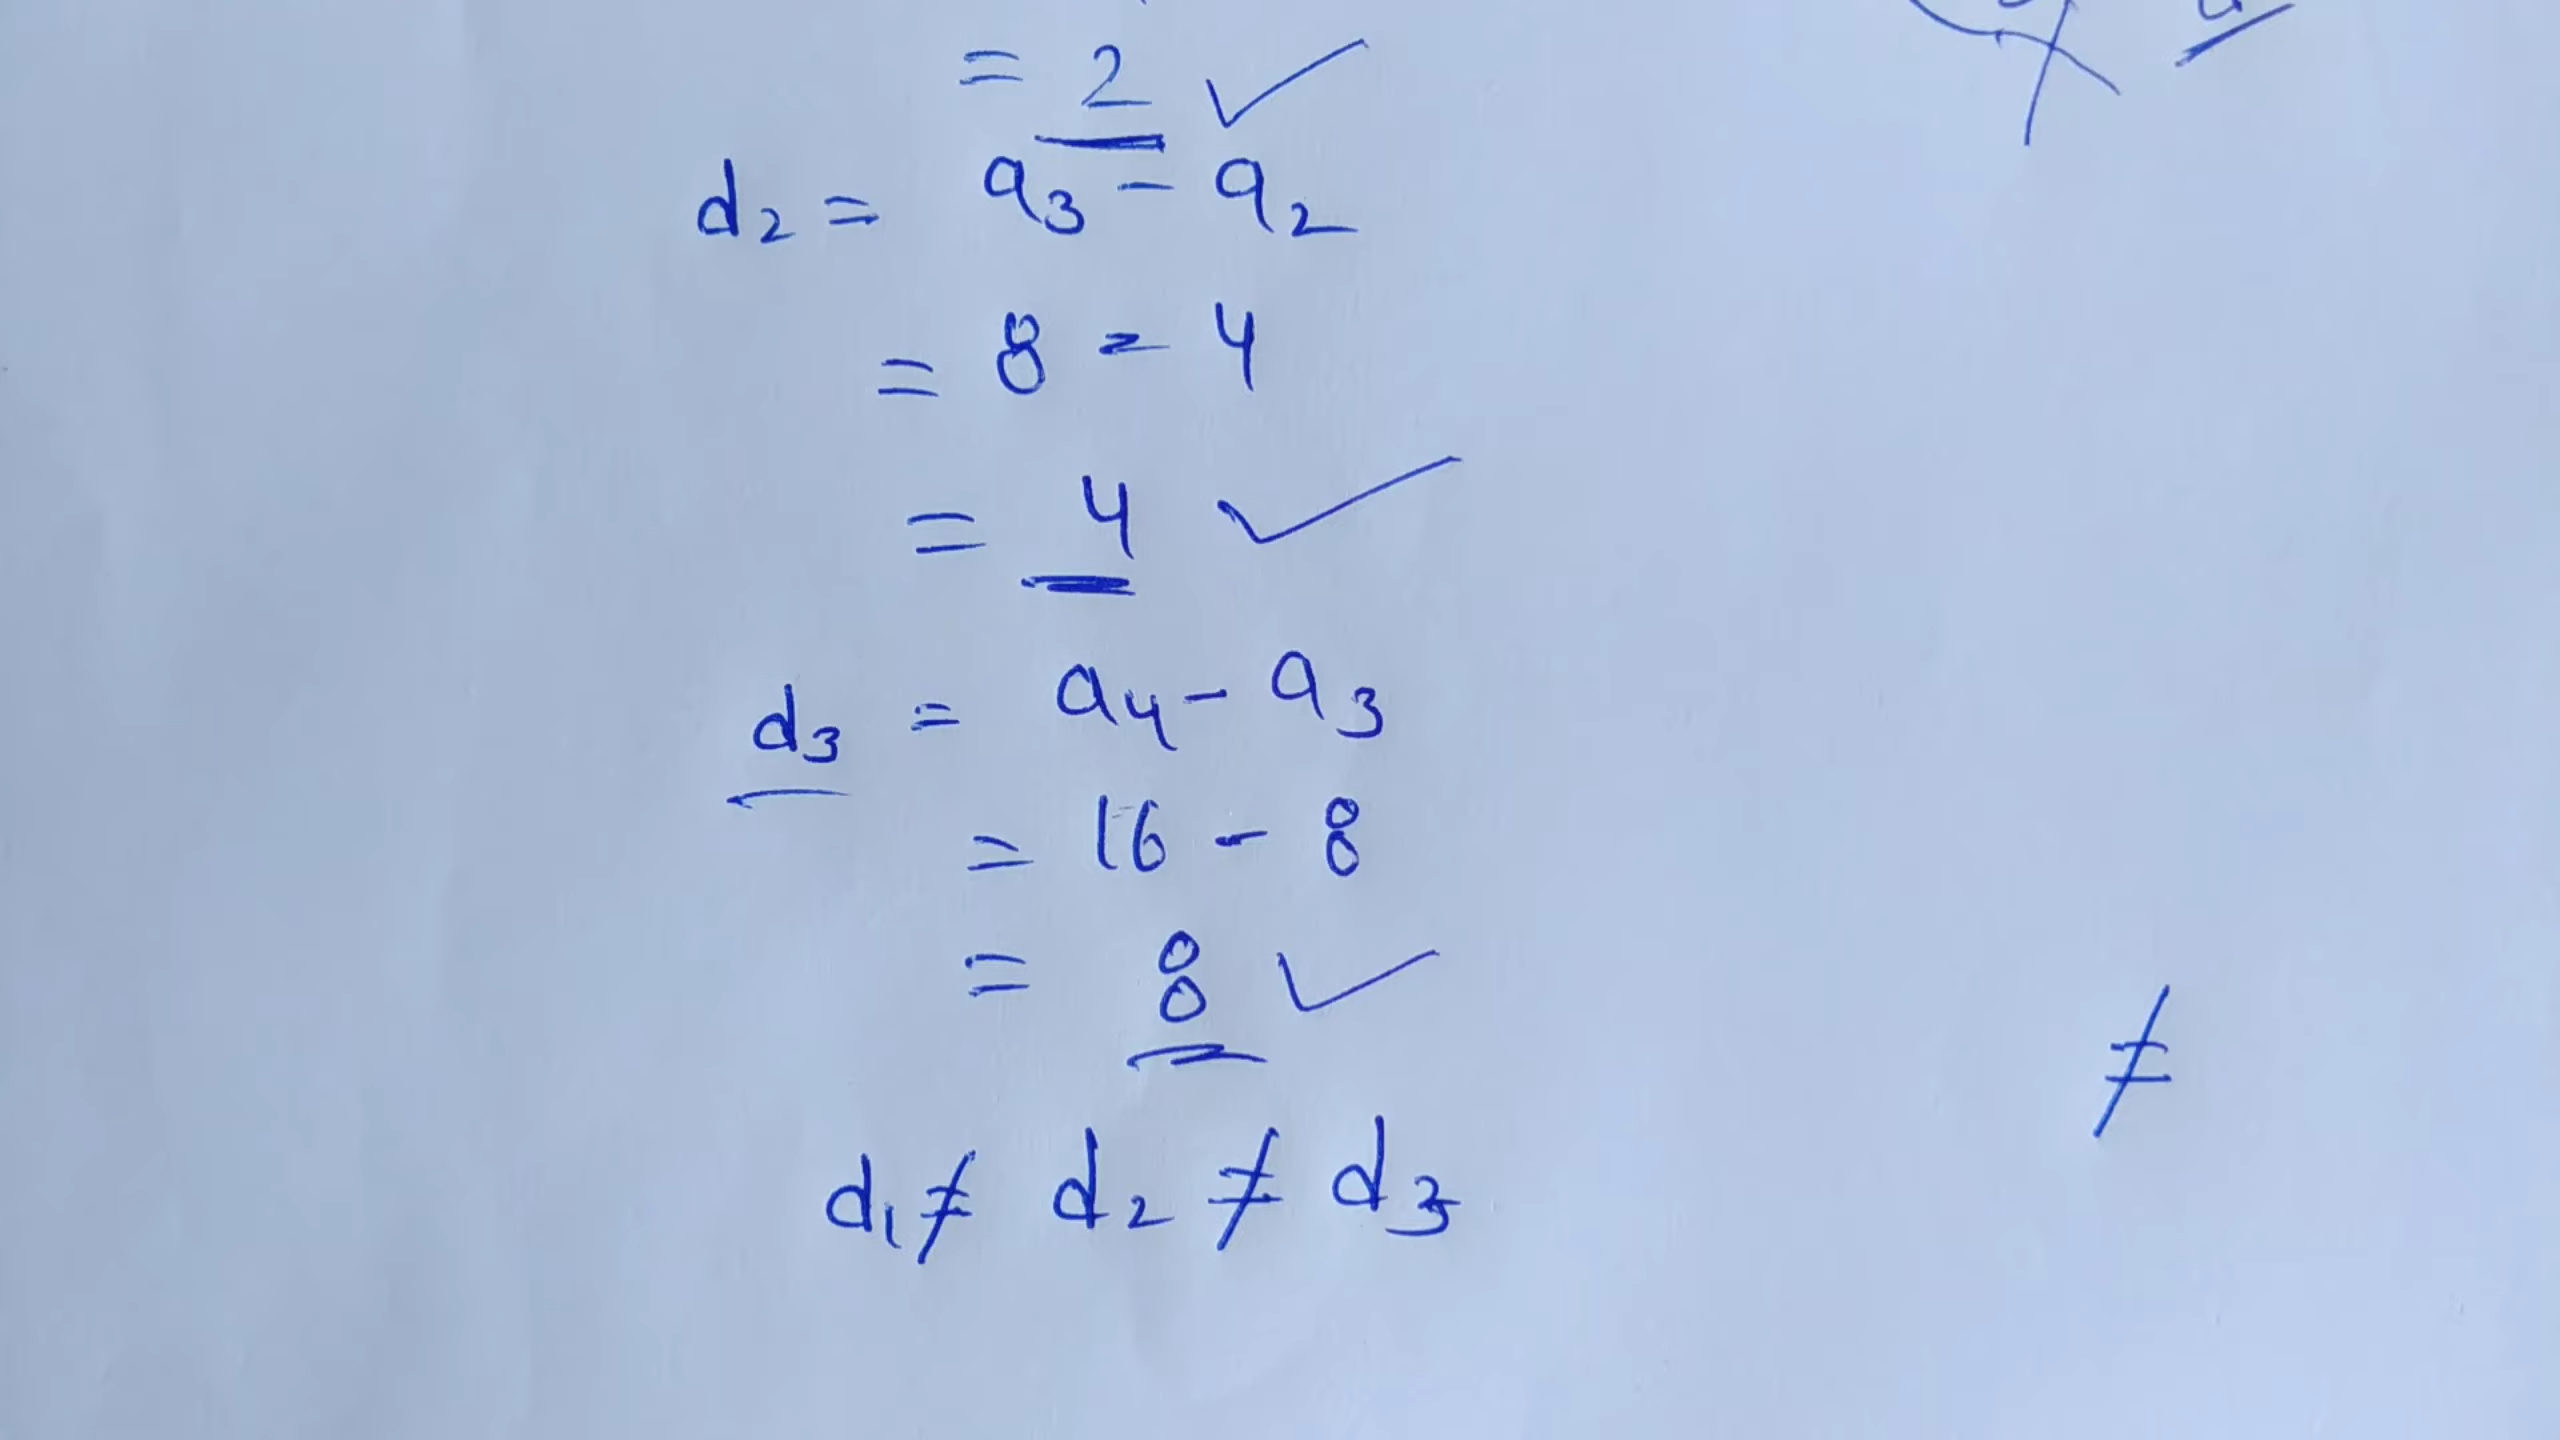 = 2 ✓
d₂ = a₃ - a₂
= 8 - 4
= 4 ✓
d₃ = a₄ - a₃
= 16 - 8
= 8 ✓
≠
d₁ ≠ d₂ ≠ d₃